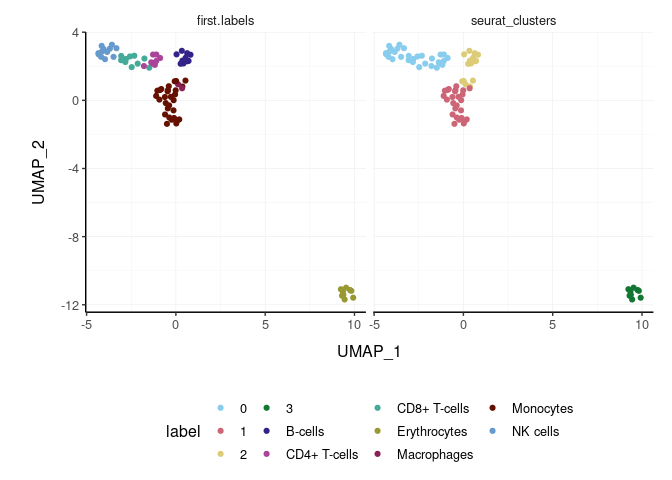 first.labels seurat_clusters
4
0
-4
-8
-12
UMAP_2
-5 0 5 10 -5 0 5 10
UMAP_1
label
0 3 CD8+ T-cells Monocytes
1 B-cells Erythrocytes NK cells
2 CD4+ T-cells Macrophages